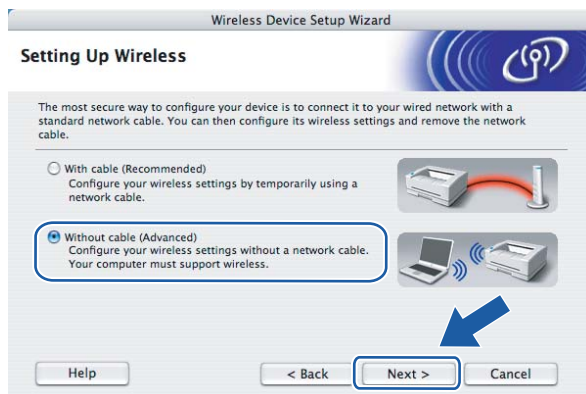 Wireless Device Setup Wizard
Setting Up Wireless
The most secure way to configure your device is to connect it to your wired network with a
standard network cable. You can then configure its wireless settings and remove the network
cable.
With cable (Recommended)
Configure your wireless settings by temporarily using a
network cable.
Without cable (Advanced)
Configure your wireless settings without a network cable.
Your computer must support wireless.
Help
< Back
Next >
Cancel